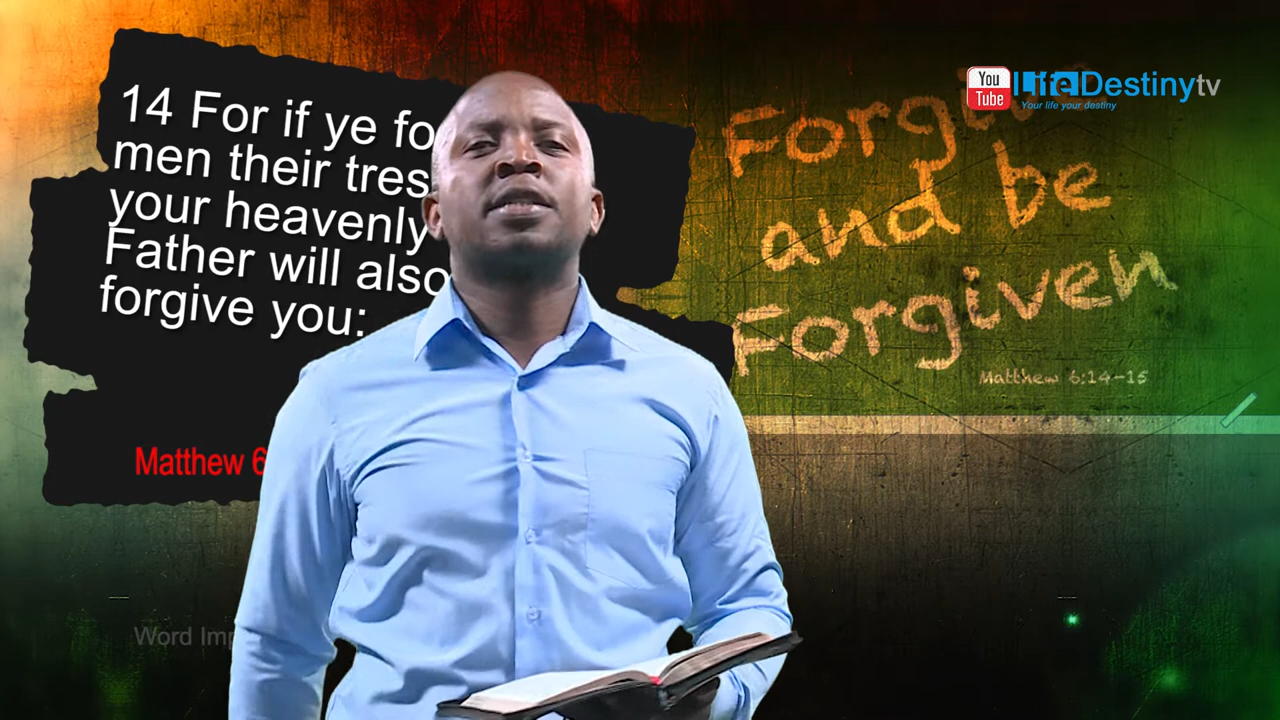 14 For if ye fo
men their tres
your heavenly
Father will also
forgive you:
Matthew 6
Word Imp
You
Tube
LifeDestinytv
Your life your destiny
Forgive
and be
Forgiven
Matthew 6:14-15